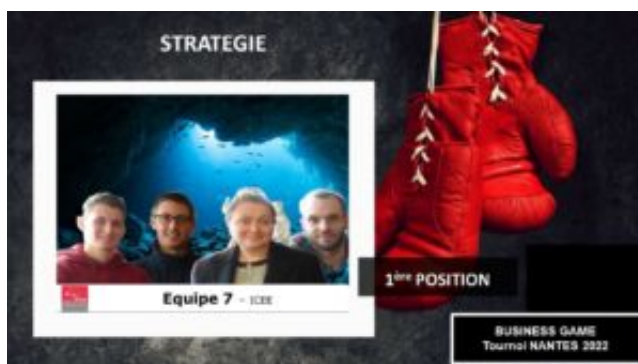 STRATEGIE
Equipe 7 - ICEE
1ère POSITION
BUSINESS GAME
Tournoi NANTES 2022